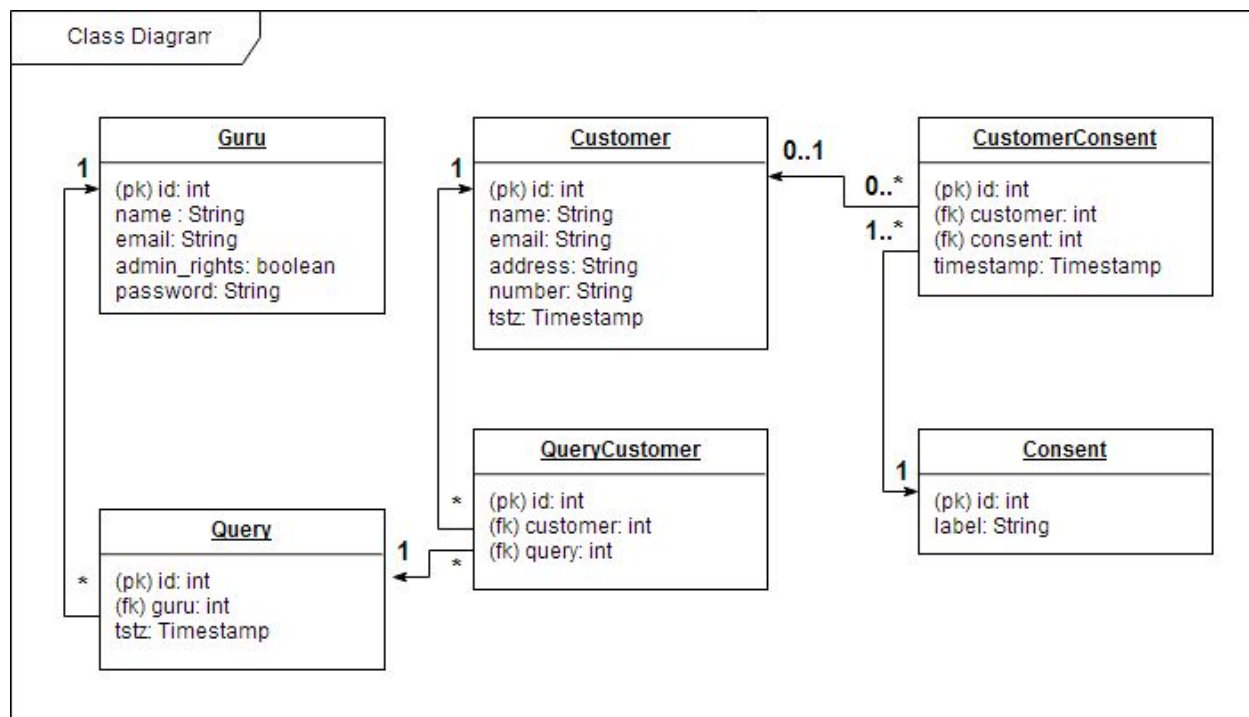 Class Diagram
Guru
1
(pk) id: int
name : String
email: String
admin_rights: boolean
password: String
Customer
1
(pk) id: int
name: String
email: String
address: String
number: String
tstz: Timestamp
0..1
CustomerConsent
0..*
1..*
(pk) id: int
(fk) customer: int
(fk) consent: int
timestamp: Timestamp
Query
*
(pk) id: int
(fk) guru: int
tstz: Timestamp
QueryCustomer
*
1
*
(pk) id: int
(fk) customer: int
(fk) query: int
Consent
1
(pk) id: int
label: String